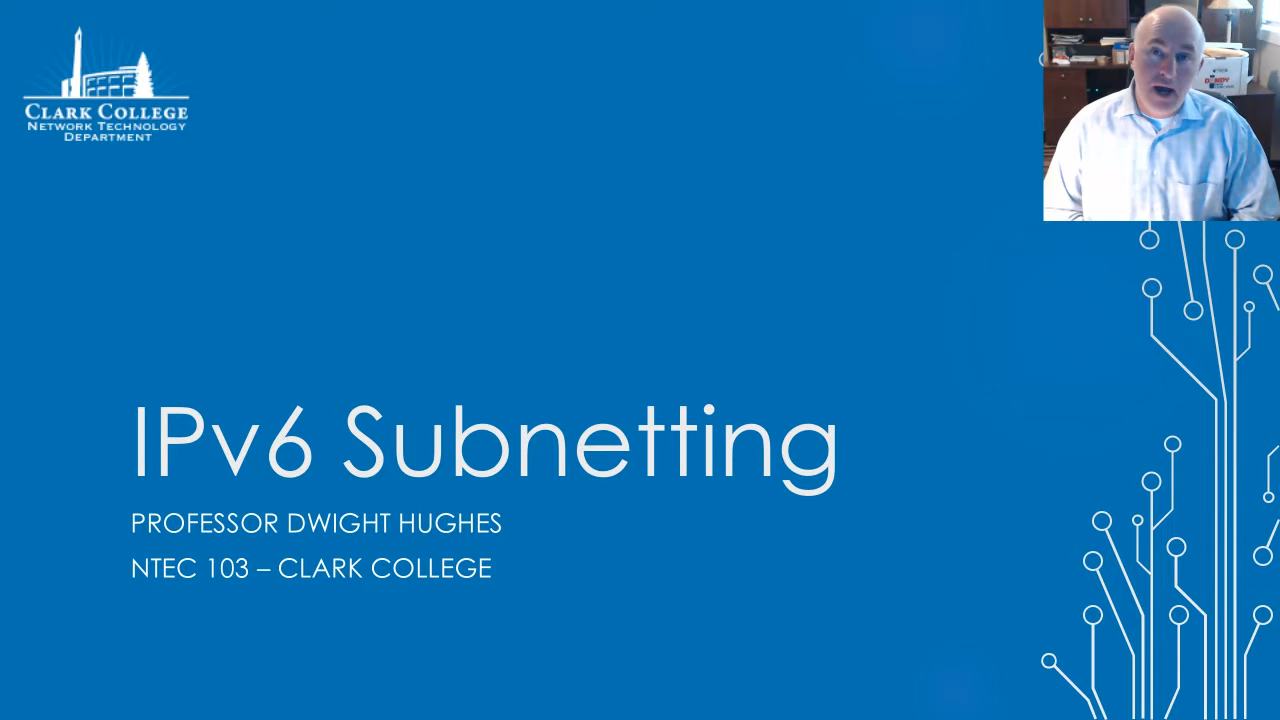 CLARK COLLEGE
NETWORK TECHNOLOGY
DEPARTMENT
IPv6 Subnetting
PROFESSOR DWIGHT HUGHES
NTEC 103 – CLARK COLLEGE